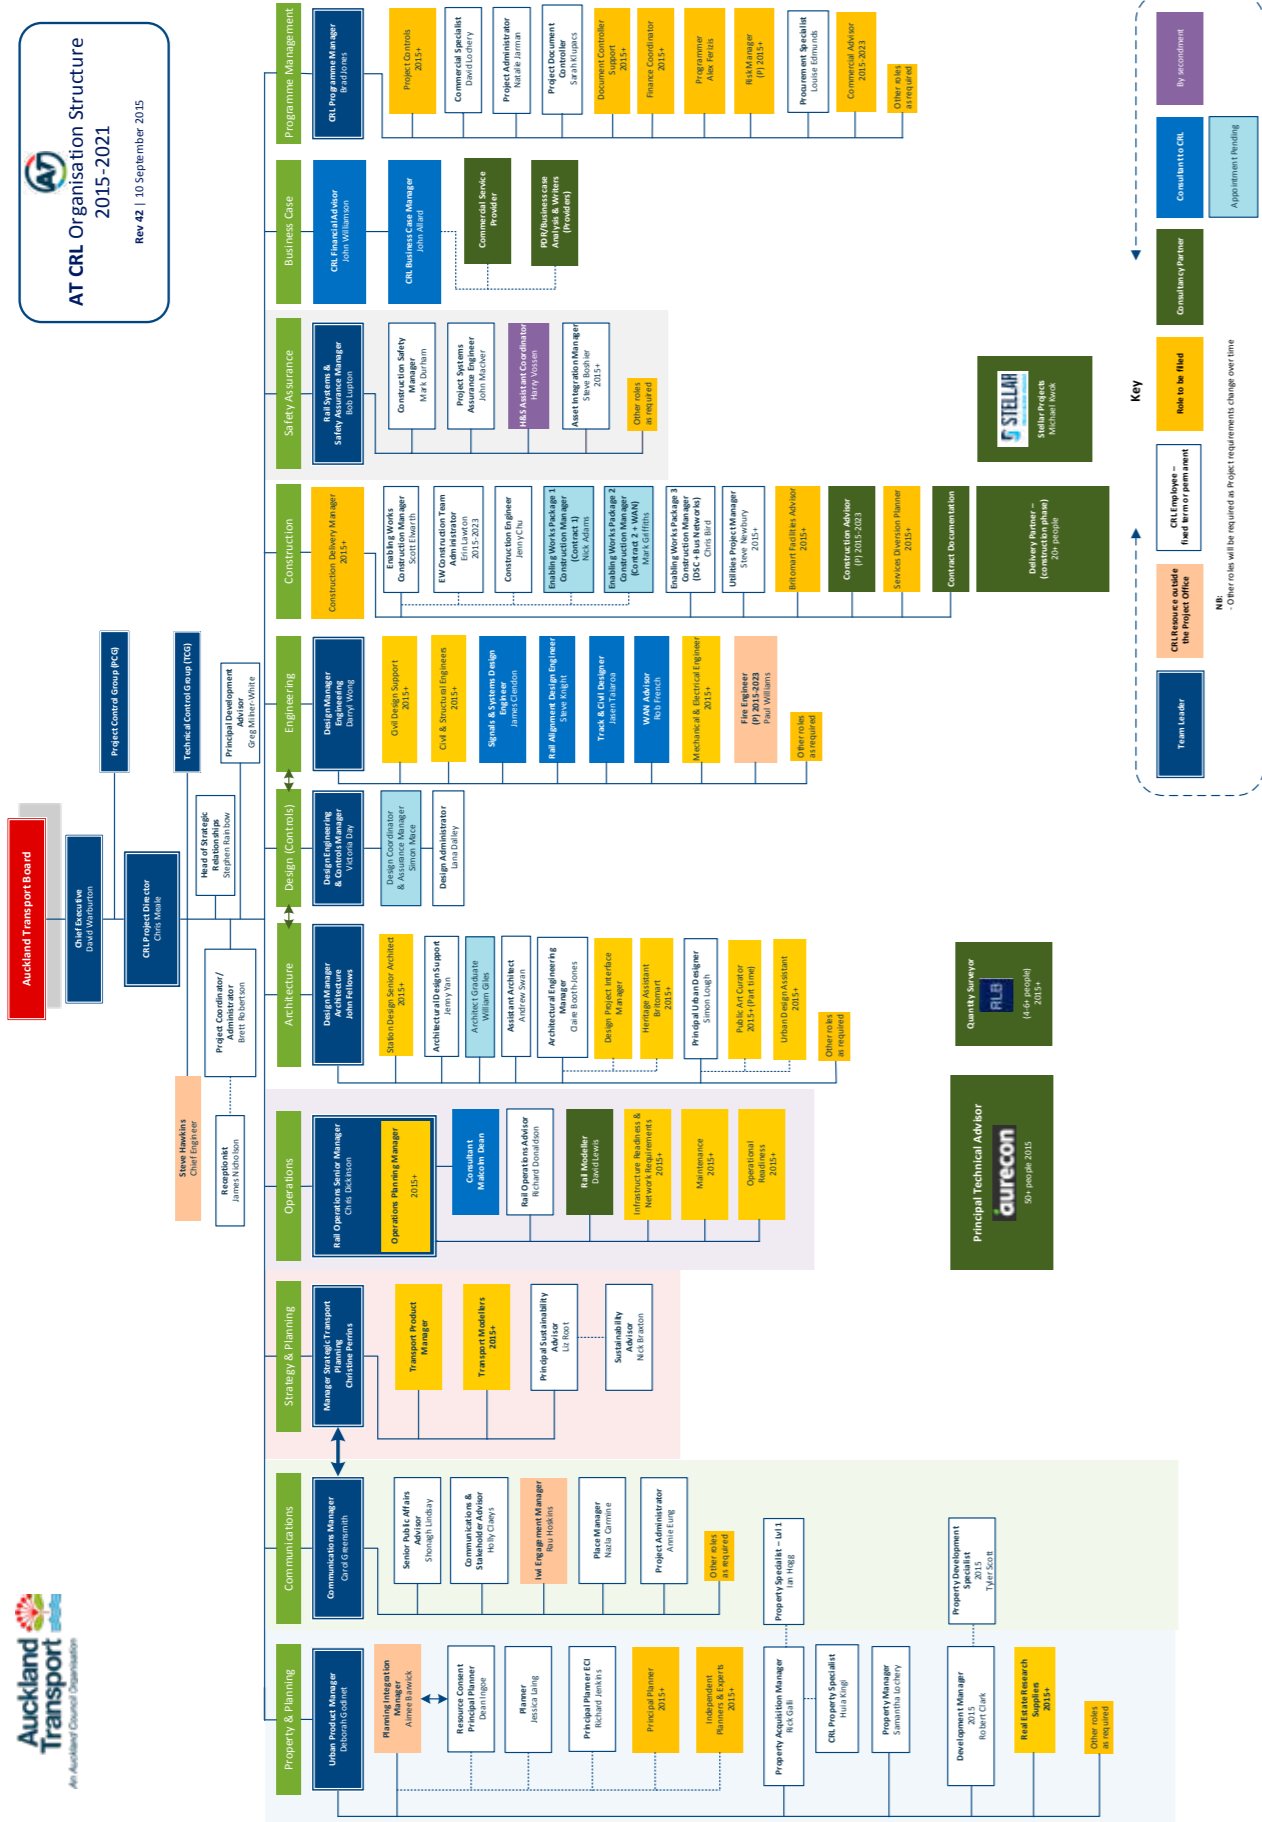 Auckland
Transport
An Auckland Council Organisation
AT CRL Organisation Structure
2015-2021
Rev 42 | 10 September 2015
Auckland Transport Board
Chief Executive
David Warburton
Project Control Group (PCG)
CRL Project Director
Chris Meale
Technical Control Group (TCG)
Steve Hawkins
Chief Engineer
Head of Strategic
Relationships
Stephen Rainbow
Project Coordinator /
Administrator
Brett Robertson
Principal Development
Advisor
Greg Milner-White
Receptionist
James Nicholson
Property & Planning
Urban Product Manager
Deborah Godinet
Planning Integration
Manager
Aimee Barwick
Resource Consent
Principal Planner
Dean Ingoe
Planner
Jessica Laing
Principal Planner ECI
Richard Jenkins
Principal Planner
2015+
Independent
Planners & Experts
2015+
Property Acquisition Manager
Rick Galli
Property Specialist – Lvl 1
Ian Hogg
CRL Property Specialist
Huia Kingi
Property Manager
Samantha Lochery
Development Manager
2015
Robert Clark
Property Development
Specialist
2015
Tyler Scott
Real Estate Research
Suppliers
2015+
Other roles
as required
Communications
Communications Manager
Carol Greensmith
Senior Public Affairs
Advisor
Shonagh Lindsay
Communications &
Stakeholder Advisor
Holly Claeys
Iwi Engagement Manager
Rau Hoskins
Place Manager
Nazla Carmine
Project Administrator
Annie Eung
Other roles
as required
Strategy & Planning
Manager Strategic Transport
Planning
Christine Perrins
Transport Product
Manager
Transport Modellers
2015+
Principal Sustainability
Advisor
Liz Root
Sustainability
Advisor
Nick Braxton
Operations
Rail Operations Senior Manager
Chris Dickinson
Operations Planning Manager
2015+
Consultant
Malcolm Dean
Rail Operations Advisor
Richard Donaldson
Rail Modeller
David Lewis
Infrastructure Readiness &
Network Requirements
2015+
Maintenance
2015+
Operational
Readiness
2015+
Architecture
Design Manager
Architecture
John Fellows
Station Design Senior Architect
2015+
Architectural Design Support
Jenny Yan
Architect Graduate
William Giles
Assistant Architect
Andrew Swan
Architectural Engineering
Manager
Claire Booth-Jones
Design Project Interface
Manager
Heritage Assistant
Britomart
2015+
Principal Urban Designer
Simon Lough
Public Art Curator
2015+ (Part time)
Urban Design Assistant
2015+
Other roles
as required
Design (Controls)
Design Engineering
& Controls Manager
Victoria Day
Design Coordinator
& Assurance Manager
Simon Mace
Design Administrator
Lana Dalley
Engineering
Design Manager
Engineering
Darryl Wong
Civil Design Support
2015+
Civil & Structural Engineers
2015+
Signals & Systems Design
Engineer
James Clendon
Rail Alignment Design Engineer
Steve Knight
Track & Civil Designer
Jasen Taiaroa
WAN Advisor
Rob French
Mechanical & Electrical Engineer
2015+
Fire Engineer
(P) 2015-2023
Paul Williams
Other roles
as required
Construction
Construction Delivery Manager
2015+
Enabling Works
Construction Manager
Scott Elwarth
EW Construction Team
Administrator
Erin Lawton
2015-2023
Construction Engineer
Jenny Chu
Enabling Works Package 1
Construction Manager
(Contract 1)
Nick Adams
Enabling Works Package 2
Construction Manager
(Contract 2 + WAN)
Mark Griffiths
Enabling Works Package 3
Construction Manager
(DSC + Bus Networks)
Chris Bird
Utilities Project Manager
Steve Newbury
2015+
Britomart Facilities Advisor
2015+
Construction Advisor
(P) 2015-2023
Services Diversion Planner
2015+
Contract Documentation
Delivery Partner –
(construction phase)
20+ people
Safety Assurance
Rail Systems &
Safety Assurance Manager
Bob Lupton
Construction Safety
Manager
Mark Durham
Project Systems
Assurance Engineer
John MacIver
H&S Assistant Coordinator
Harry Vossen
Asset Integration Manager
Steve Boshier
2015+
Other roles
as required
Business Case
CRL Financial Advisor
John Williamson
CRL Business Case Manager
John Allard
Commercial Service
Provider
PDR/Business case
Analysis & Writers
(Providers)
Programme Management
CRL Programme Manager
Brad Jones
Project Controls
2015+
Commercial Specialist
David Lochery
Project Administrator
Natalie Jarman
Project Document
Controller
Sarah Klupacs
Document Controller
Support
2015+
Finance Coordinator
2015+
Programmer
Alex Ferizis
Risk Manager
(P) 2015+
Procurement Specialist
Louise Edmunds
Commercial Advisor
2015-2023
Other roles
as required
Principal Technical Advisor
aurecon
50+ people 2015
Quantity Surveyor
RLB
(4-6+ people)
2015+
STELLAR
Stellar Projects
Michael Kwok
Key
Team Leader
CRL Resource outside
the Project Office
CRL Employee –
fixed term or permanent
Role to be filled
Consultancy Partner
Consultant to CRL
By secondment
Appointment Pending
NB:
- Other roles will be required as Project requirements change over time